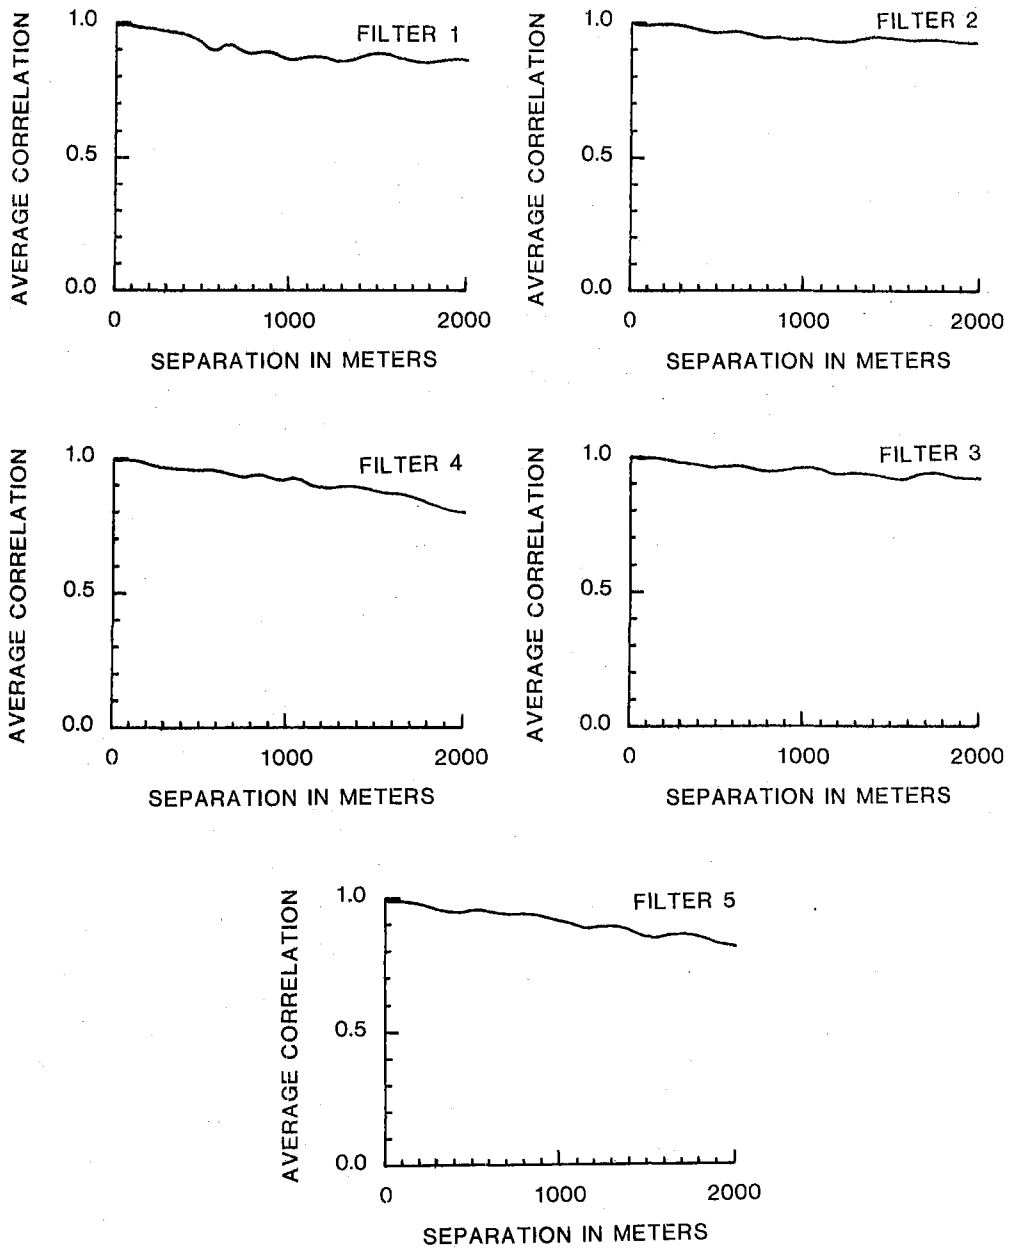 AVERAGE CORRELATION
1.0
0.5
0.0
FILTER 1
0 1000 2000
SEPARATION IN METERS
AVERAGE CORRELATION
1.0
0.5
0.0
FILTER 2
0 1000 2000
SEPARATION IN METERS
AVERAGE CORRELATION
1.0
0.5
0.0
FILTER 4
0 1000 2000
SEPARATION IN METERS
AVERAGE CORRELATION
1.0
0.5
0.0
FILTER 3
0 1000 2000
SEPARATION IN METERS
AVERAGE CORRELATION
1.0
0.5
0.0
FILTER 5
0 1000 2000
SEPARATION IN METERS